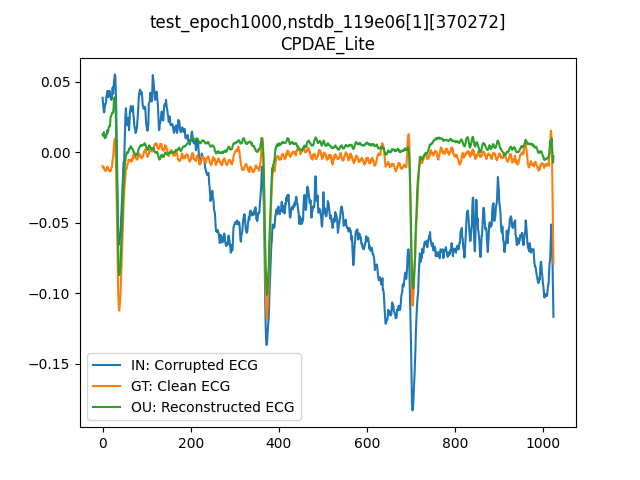 test_epoch1000,nstdb_119e06[1][370272]
CPDAE_Lite
0.05
0.00
−0.05
−0.10
−0.15
IN: Corrupted ECG
GT: Clean ECG
OU: Reconstructed ECG
0 200 400 600 800 1000